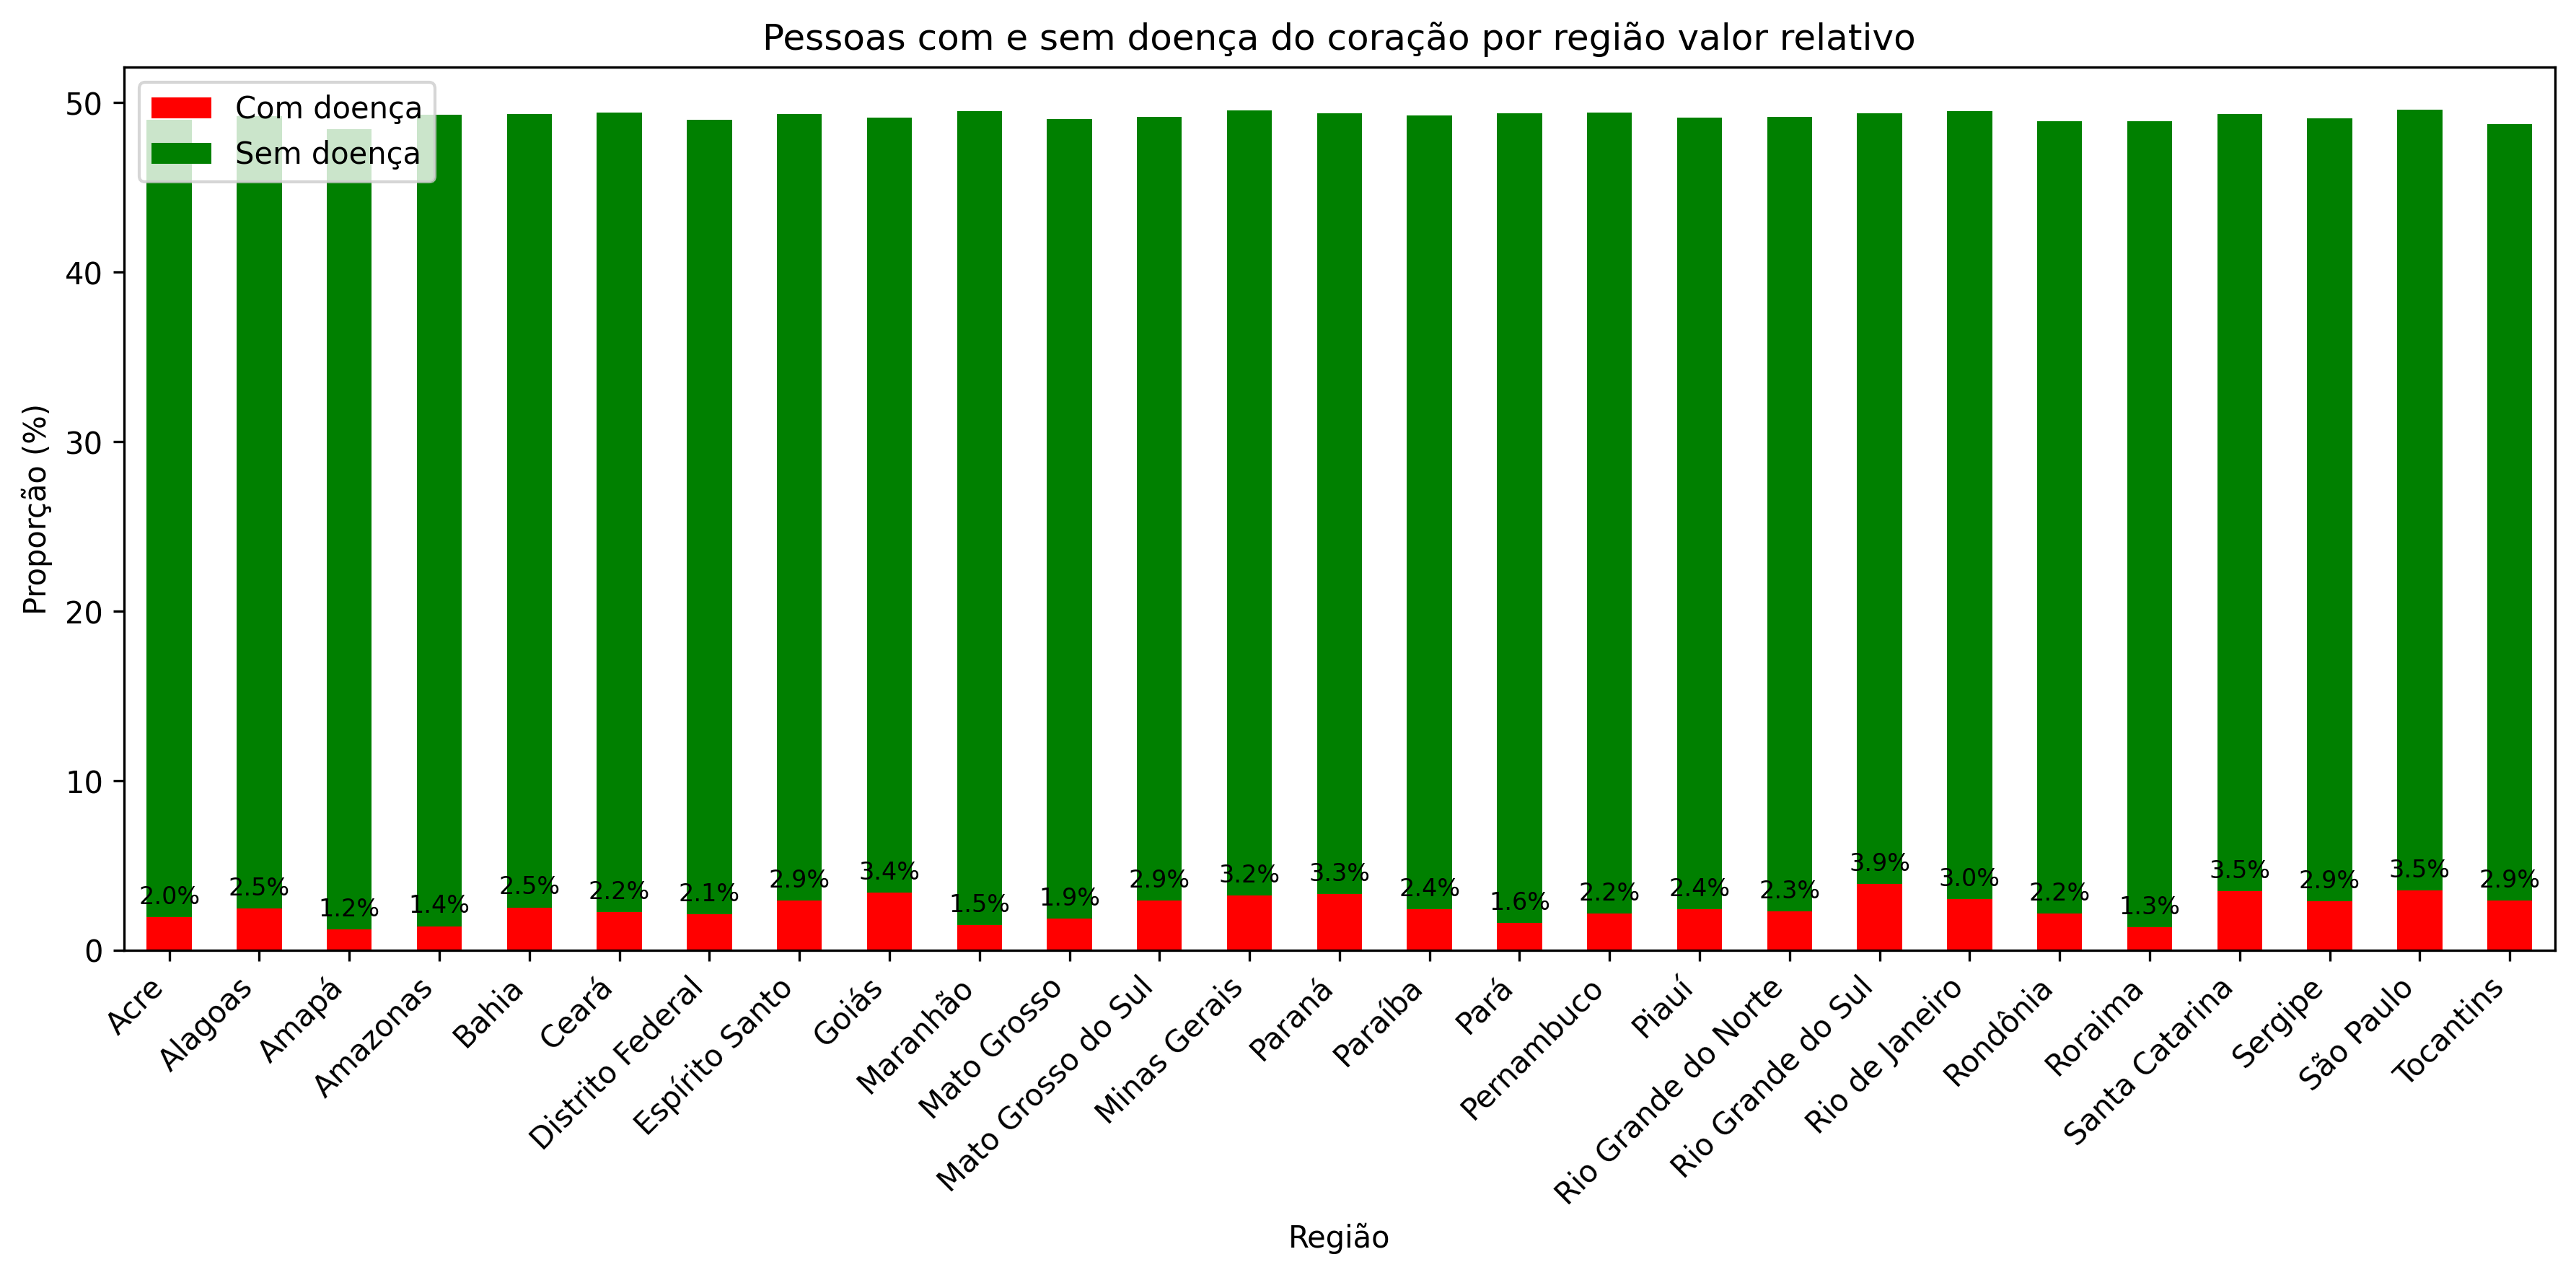 Pessoas com e sem doença do coração por região valor relativo
Com doença
Sem doença
Proporção (%)
50
40
30
20
10
0
2.0%
2.5%
1.2%
1.4%
2.5%
2.2%
2.1%
2.9%
3.4%
1.5%
1.9%
2.9%
3.2%
3.3%
2.4%
1.6%
2.2%
2.4%
2.3%
3.9%
3.0%
2.2%
1.3%
3.5%
2.9%
3.5%
2.9%
Acre
Alagoas
Amapá
Amazonas
Bahia
Ceará
Distrito Federal
Espírito Santo
Goiás
Maranhão
Mato Grosso
Mato Grosso do Sul
Minas Gerais
Paraná
Paraíba
Pará
Pernambuco
Piauí
Rio Grande do Norte
Rio Grande do Sul
Rio de Janeiro
Rondônia
Roraima
Santa Catarina
Sergipe
São Paulo
Tocantins
Região